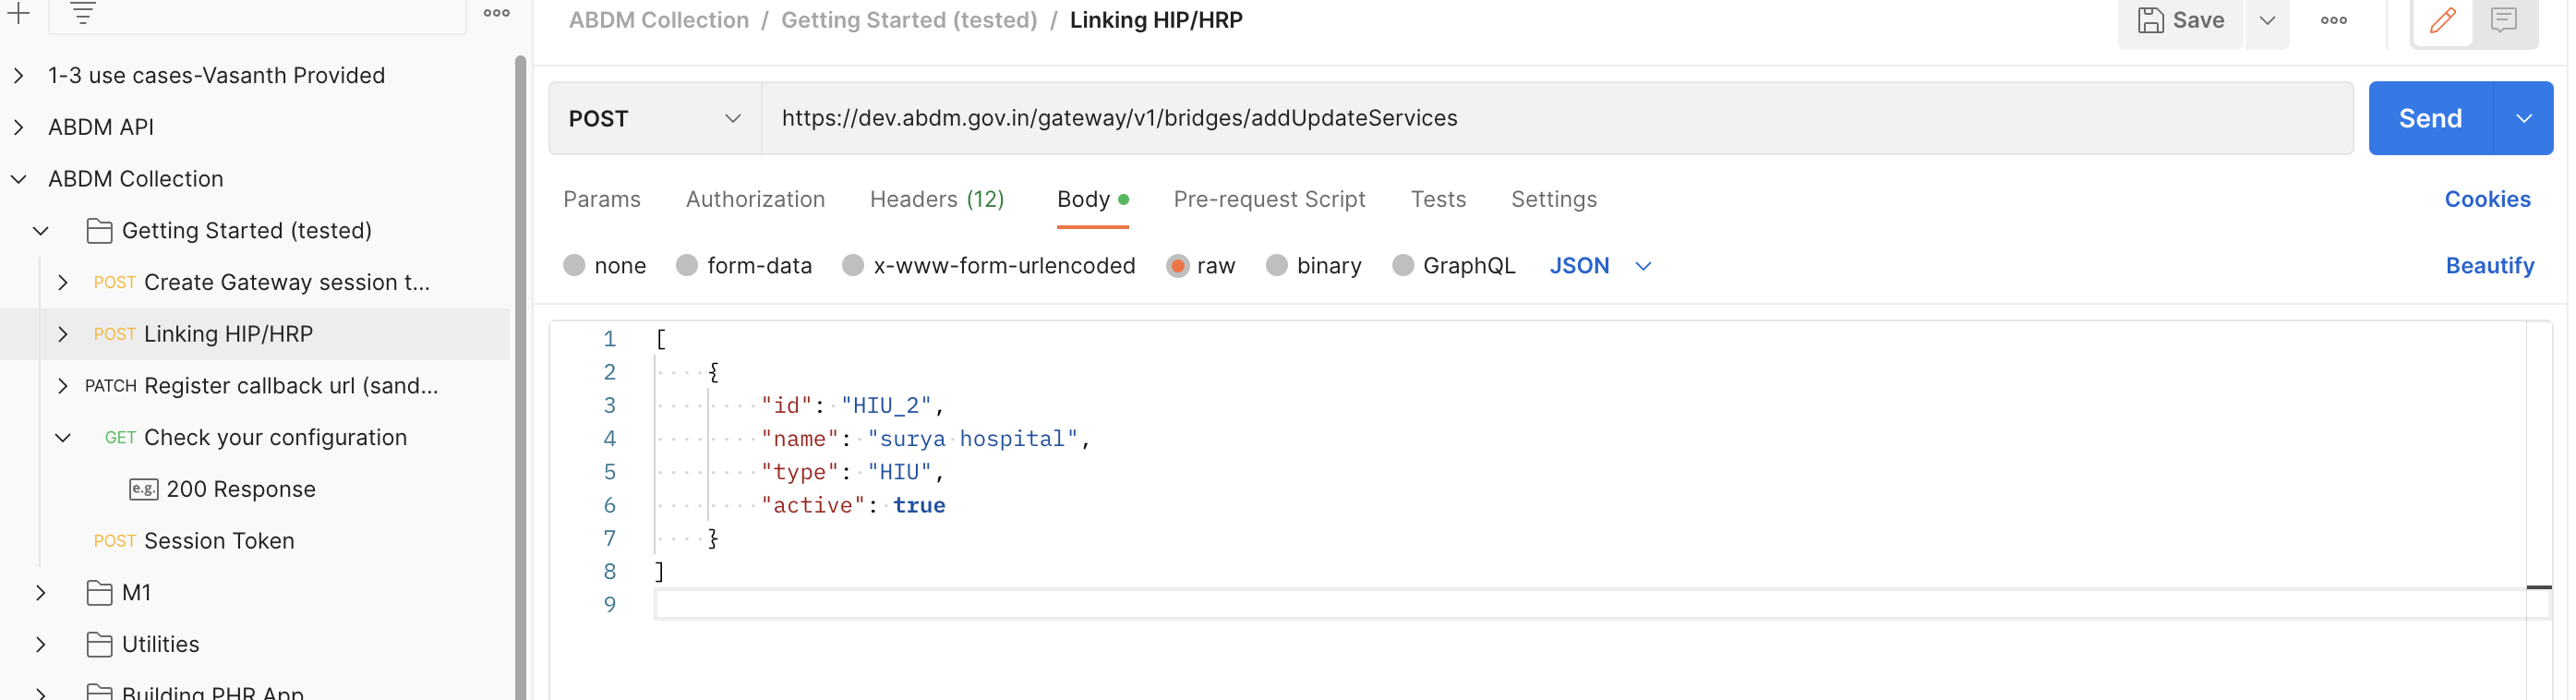 1-3 use cases-Vasanth Provided
ABDM API
ABDM Collection
Getting Started (tested)
POST Create Gateway session t...
POST Linking HIP/HRP
PATCH Register callback url (sand...
GET Check your configuration
e.g. 200 Response
POST Session Token
M1
Utilities
Building PHR App
ABDM Collection / Getting Started (tested) / Linking HIP/HRP
Save
POST https://dev.abdm.gov.in/gateway/v1/bridges/addUpdateServices
Send
Params Authorization Headers (12) Body Pre-request Script Tests Settings Cookies
none form-data x-www-form-urlencoded raw binary GraphQL JSON Beautify
1 [
2 {
3 "id": "HIU_2",
4 "name": "surya hospital",
5 "type": "HIU",
6 "active": true
7 }
8 ]
9